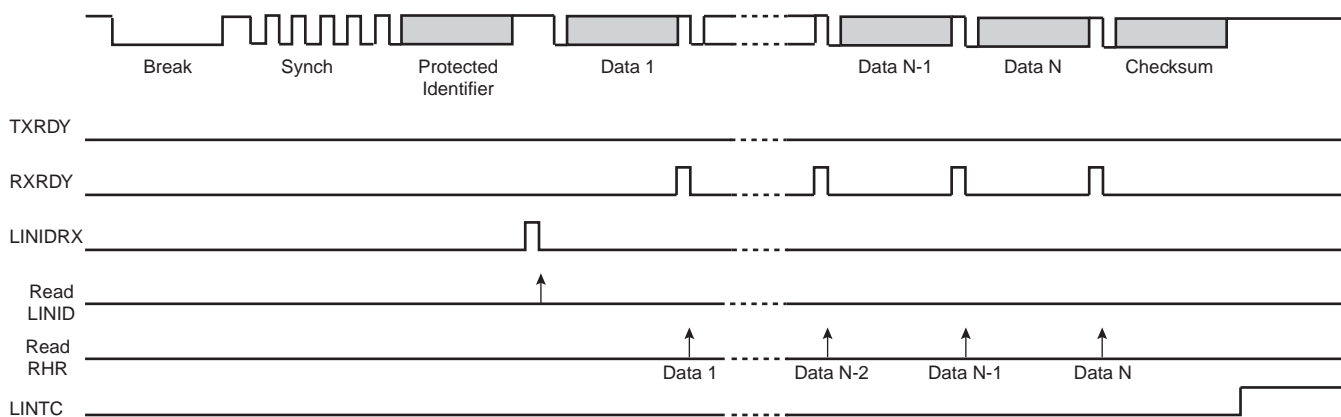 Break Synch Protected Identifier Data 1 Data N-1 Data N Checksum
TXRDY
RXRDY
LINIDRX
Read
LINID
Read
RHR
Data 1 Data N-2 Data N-1 Data N
LINTC